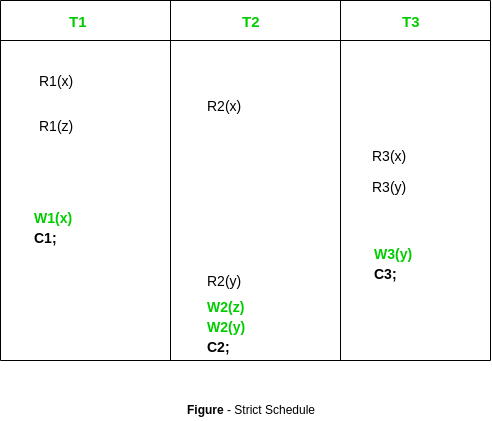 T1 T2 T3
R1(x)
R2(x)
R1(z)
R3(x)
R3(y)
W1(x)
C1;
W3(y)
C3;
R2(y)
W2(z)
W2(y)
C2;
Figure - Strict Schedule